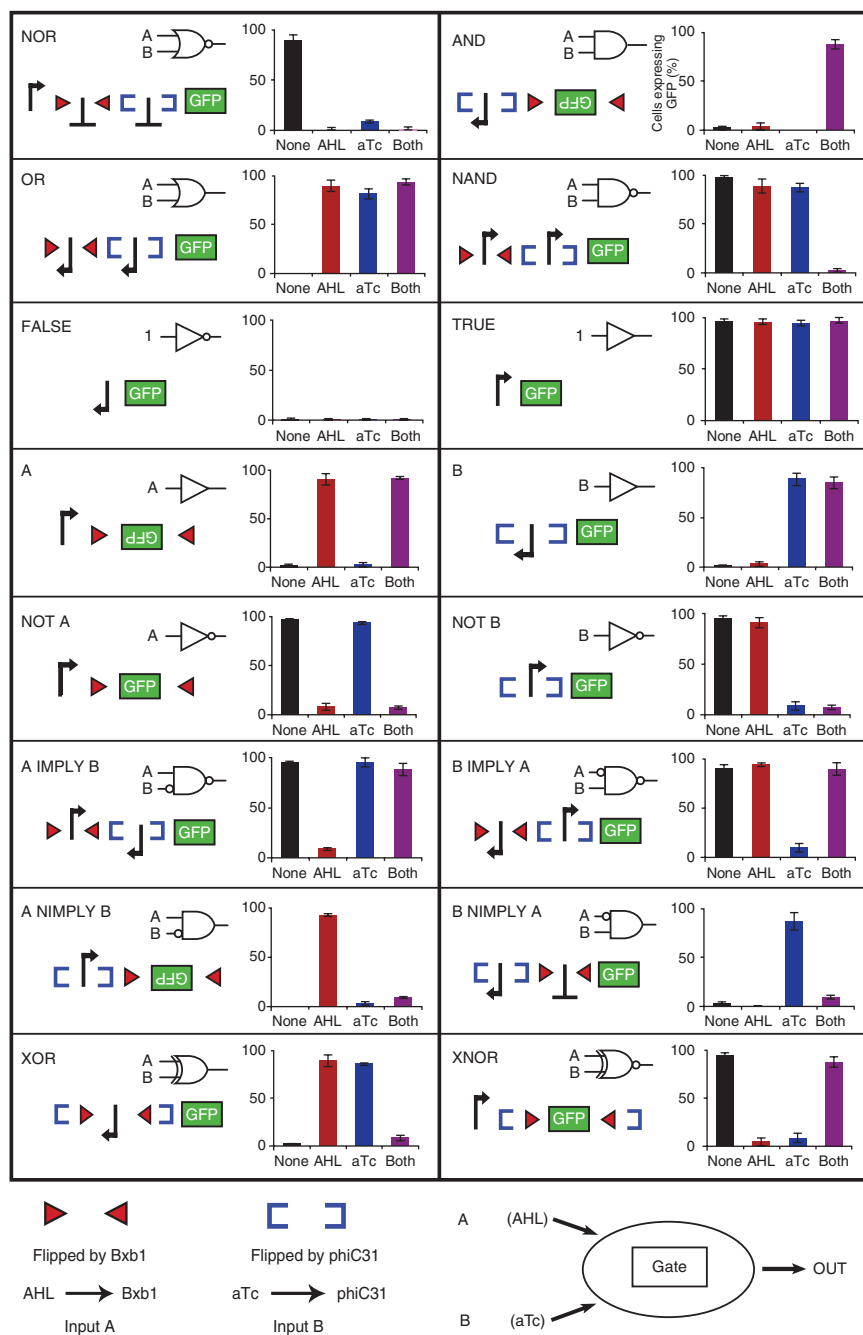 NOR
A
B
GFP
100
50
0
None AHL aTc Both
AND
A
B
GFP
Cells expressing
GFP (%)
100
50
0
None AHL aTc Both
OR
A
B
GFP
100
50
0
None AHL aTc Both
NAND
A
B
GFP
100
50
0
None AHL aTc Both
FALSE
1
GFP
100
50
0
None AHL aTc Both
TRUE
1
GFP
100
50
0
None AHL aTc Both
A
A
GFP
100
50
0
None AHL aTc Both
B
B
GFP
100
50
0
None AHL aTc Both
NOT A
A
GFP
100
50
0
None AHL aTc Both
NOT B
B
GFP
100
50
0
None AHL aTc Both
A IMPLY B
A
B
GFP
100
50
0
None AHL aTc Both
B IMPLY A
A
B
GFP
100
50
0
None AHL aTc Both
A NIMPLY B
A
B
GFP
100
50
0
None AHL aTc Both
B NIMPLY A
A
B
GFP
100
50
0
None AHL aTc Both
XOR
A
B
GFP
100
50
0
None AHL aTc Both
XNOR
A
B
GFP
100
50
0
None AHL aTc Both
Flipped by Bxb1
Flipped by phiC31
AHL Bxb1
aTc phiC31
Input A
Input B
A (AHL)
Gate
OUT
B (aTc)